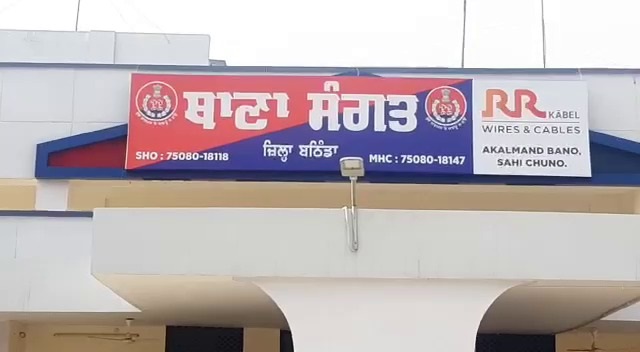 ਥਾਣਾ ਸੰਗਤ
ਜ਼ਿਲ੍ਹਾ ਬਠਿੰਡਾ
SHO : 75080-18118
MHC : 75080-18147
RR KABEL
WIRES & CABLES
AKALMAND BANO,
SAHI CHUNO.